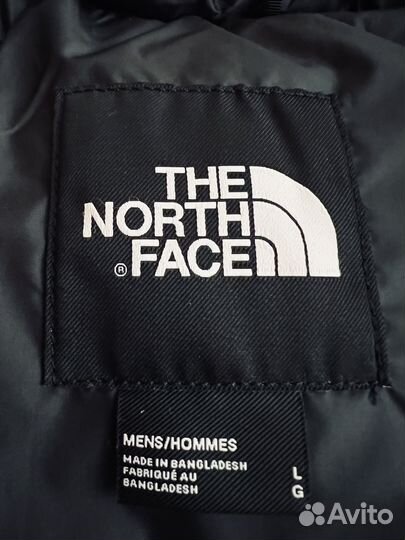 THE
NORTH
® FACE
MENS/HOMMES
MADE IN BANGLADESH
FABRIQUÉ AU
BANGLADESH
L
G
Avito